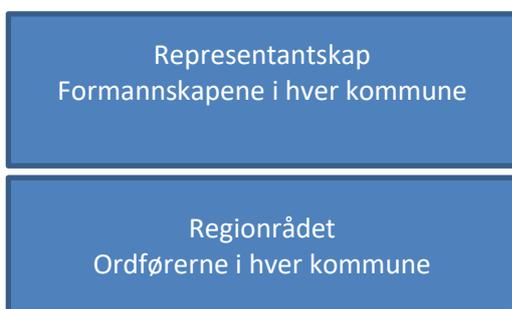 Representantskap
Formannskapene i hver kommune
Regionrådet
Ordførerne i hver kommune